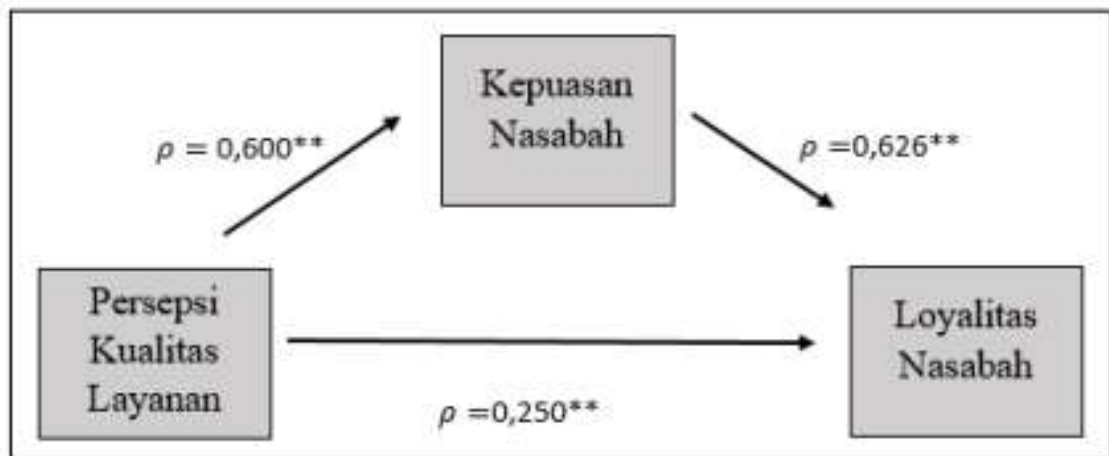 Kepuasan
Nasabah
ρ = 0,600**
ρ =0,626**
Persepsi
Kualitas
Layanan
Loyalitas
Nasabah
ρ =0,250**